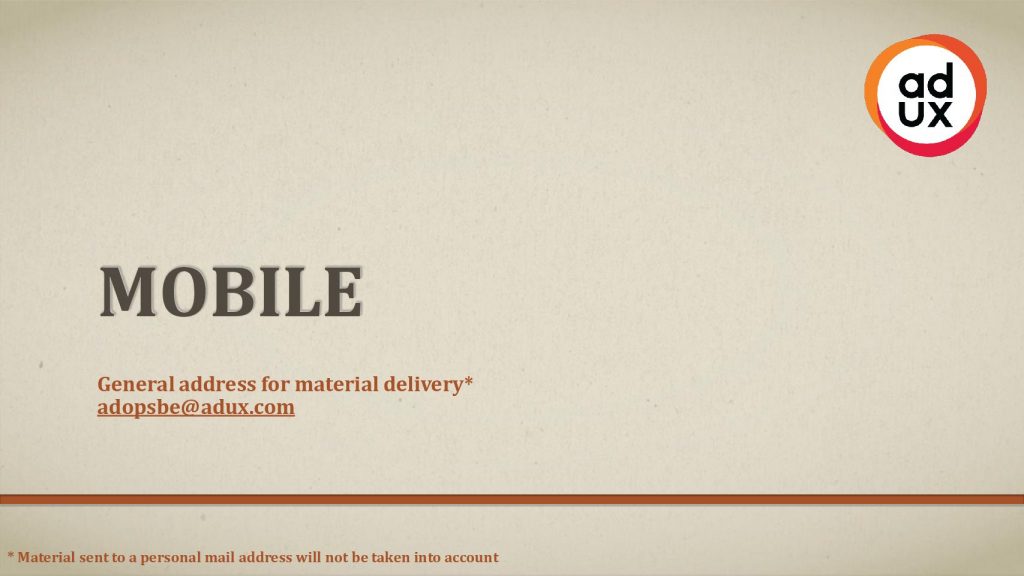 ad
ux
MOBILE
General address for material delivery*
adopsbe@adux.com
* Material sent to a personal mail address will not be taken into account